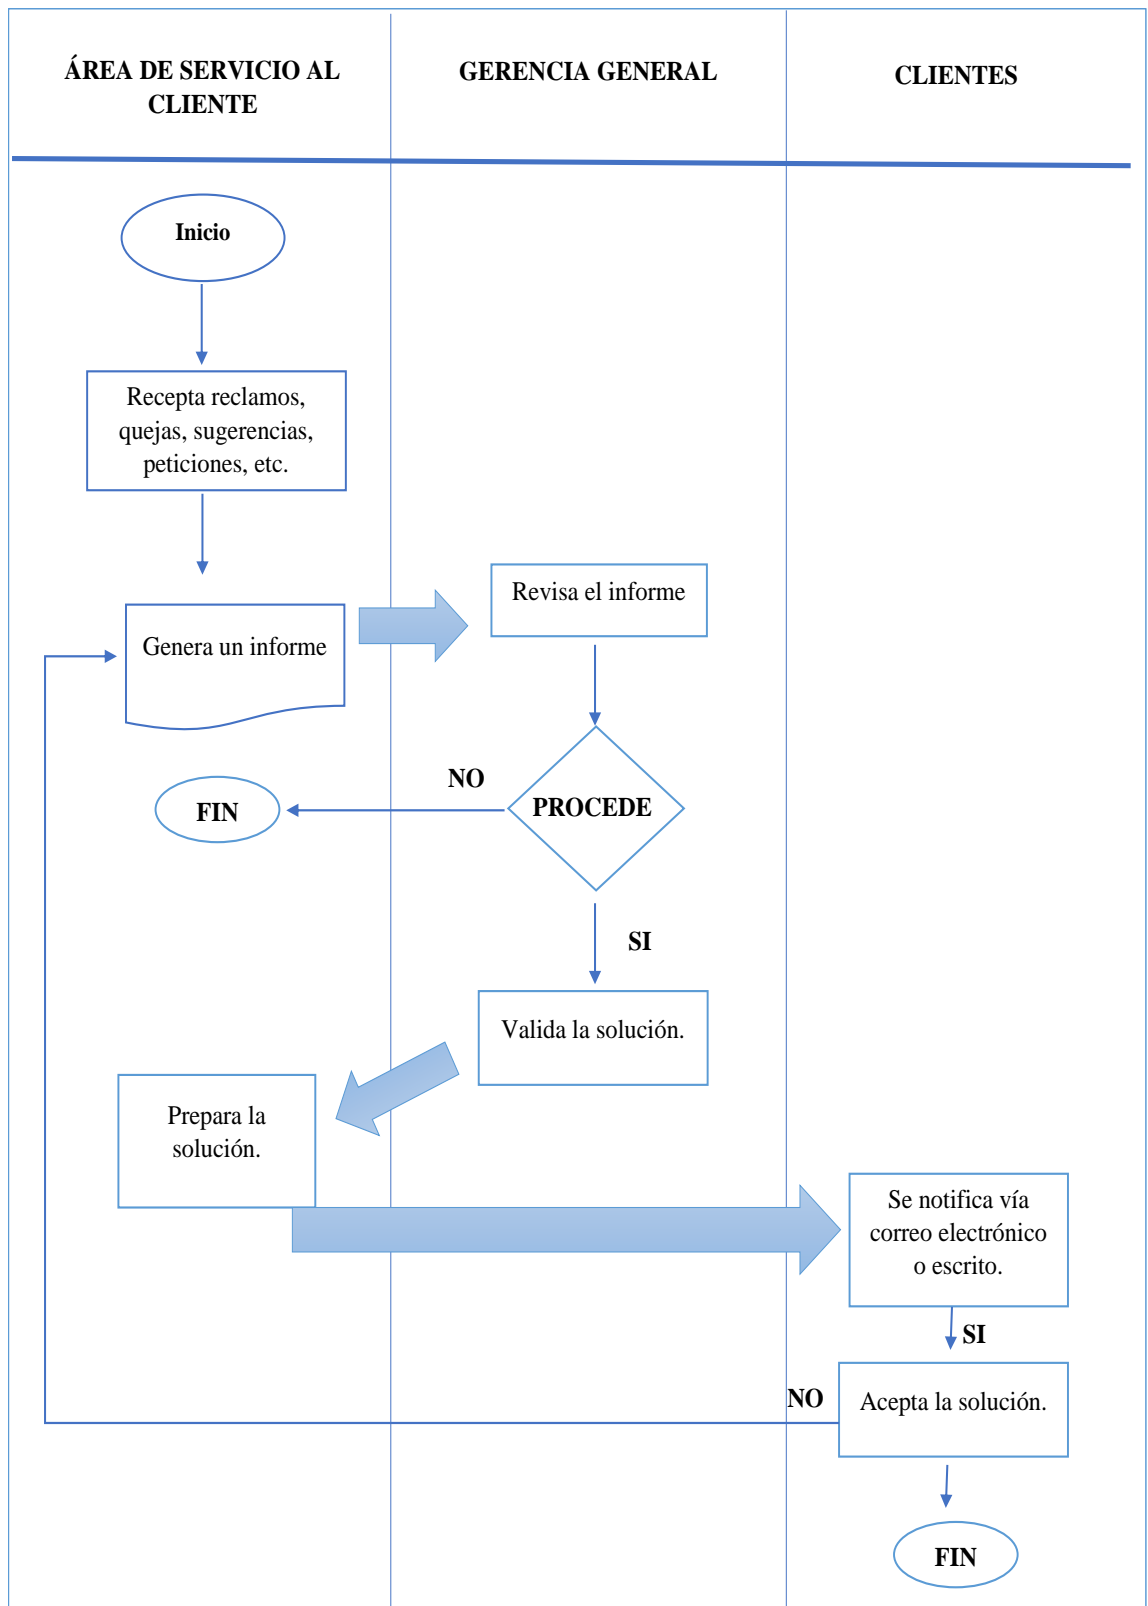 ÁREA DE SERVICIO AL
CLIENTE
GERENCIA GENERAL
CLIENTES
Inicio
Recepta reclamos,
quejas, sugerencias,
peticiones, etc.
Genera un informe
Revisa el informe
PROCEDE
NO
FIN
SI
Valida la solución.
Prepara la
solución.
Se notifica vía
correo electrónico
o escrito.
SI
Acepta la solución.
NO
FIN